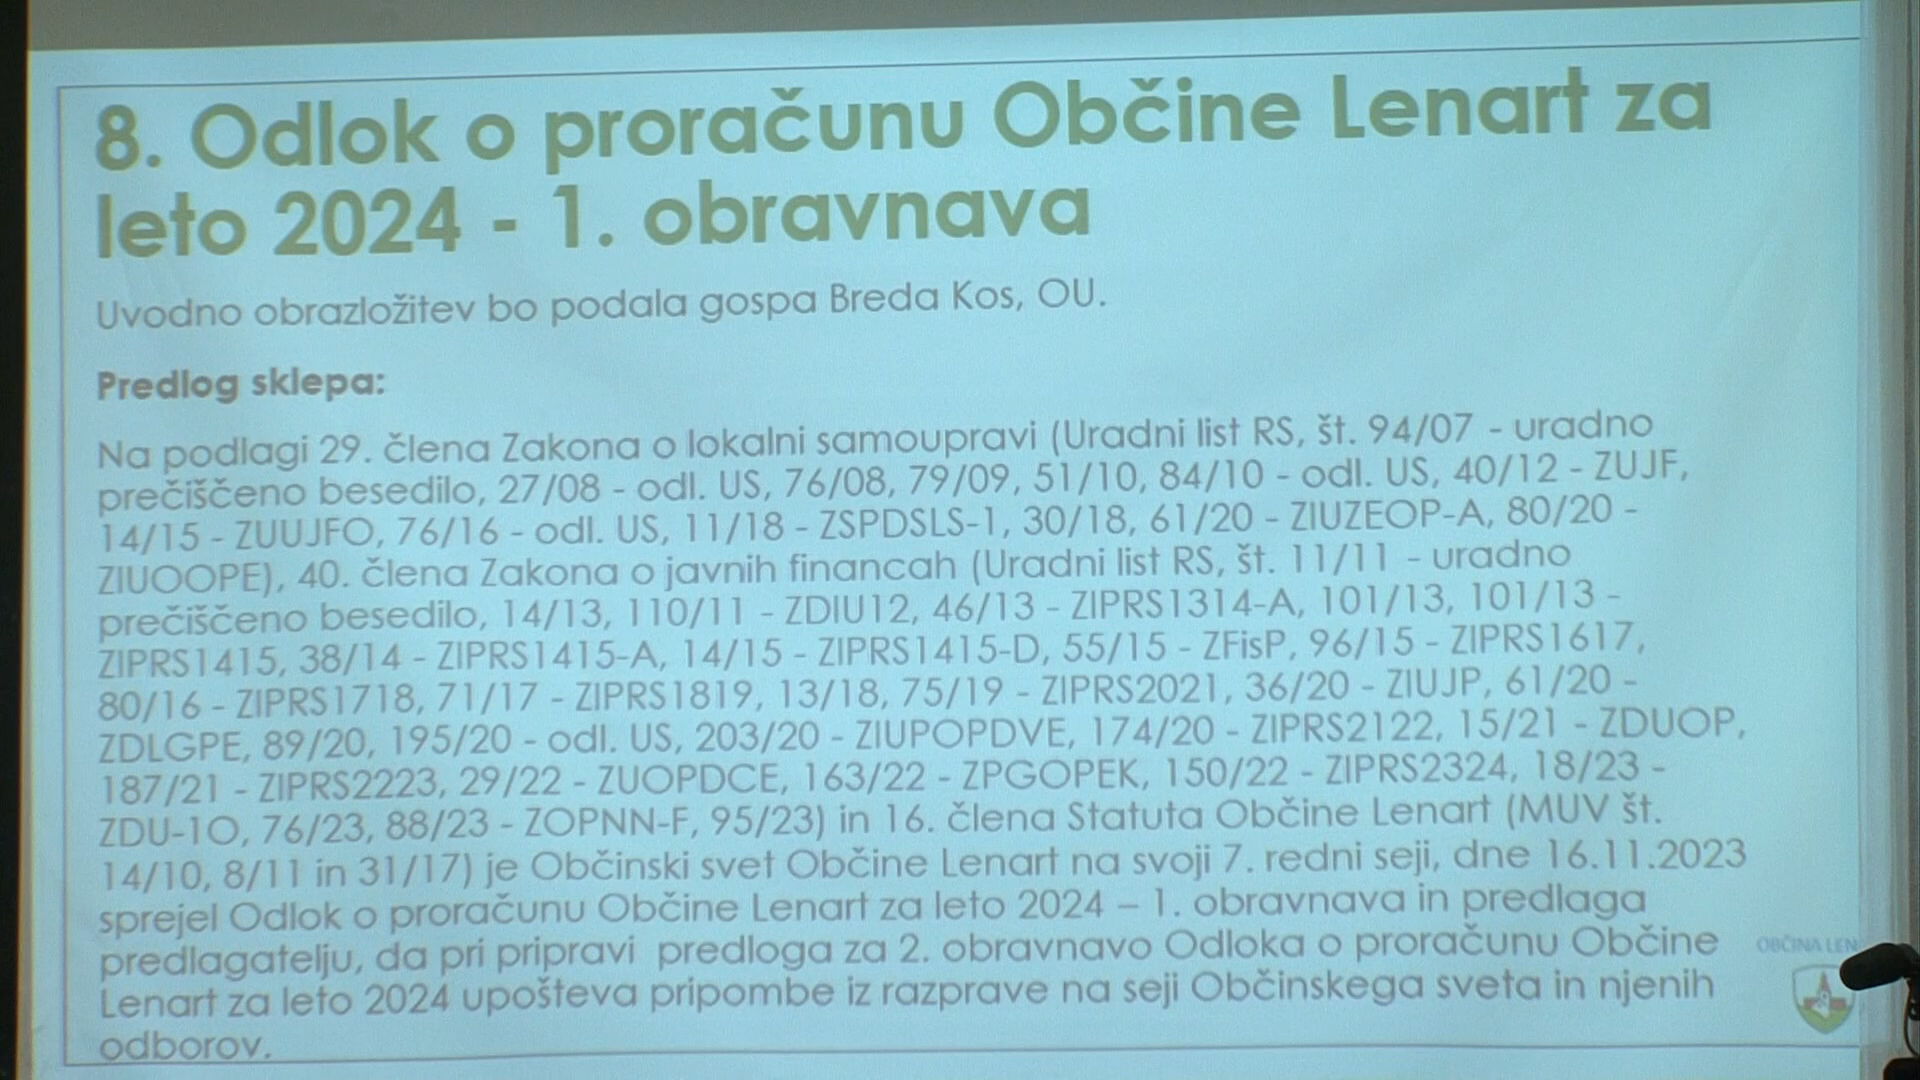 8. Odlok o proračunu Občine Lenart za
leto 2024 - 1. obravnava
Uvodno obrazložitev bo podala gospa Breda Kos, OU.
Predlog sklepa:
Na podlagi 29. člena Zakona o lokalni samoupravi (Uradni list RS, št. 94/07 - uradno
prečiščeno besedilo, 27/08 - odl. US, 76/08, 79/09, 51/10, 84/10 - odl. US, 40/12 - ZUJF,
14/15 - ZUUJFO, 76/16 - odl. US, 11/18 - ZSPDSLS-1, 30/18, 61/20 - ZIUZEOP-A, 80/20 -
ZIUOOPE), 40. člena Zakona o javnih financah (Uradni list RS, št. 11/11 - uradno
prečiščeno besedilo, 14/13, 110/11 - ZDIU12, 46/13 - ZIPRS1314-A, 101/13, 101/13 -
ZIPRS1415, 38/14 - ZIPRS1415-A, 14/15 - ZIPRS1415-D, 55/15 - ZFisP, 96/15 - ZIPRS1617,
80/16 - ZIPRS1718, 71/17 - ZIPRS1819, 13/18, 75/19 - ZIPRS2021, 36/20 - ZIUJP, 61/20 -
ZDLGPE, 89/20, 195/20 - odl. US, 203/20 - ZIUPOPDVE, 174/20 - ZIPRS2122, 15/21 - ZDUOP,
187/21 - ZIPRS2223, 29/22 - ZUOPDCE, 163/22 - ZPGOPEK, 150/22 - ZIPRS2324, 18/23 -
ZDU-1O, 76/23, 88/23 - ZOPNN-F, 95/23) in 16. člena Statuta Občine Lenart (MUV št.
14/10, 8/11 in 31/17) je Občinski svet Občine Lenart na svoji 7. redni seji, dne 16.11.2023
sprejel Odlok o proračunu Občine Lenart za leto 2024 – 1. obravnava in predlaga
predlagatelju, da pri pripravi  predloga za 2. obravnavo Odloka o proračunu Občine
Lenart za leto 2024 upošteva pripombe iz razprave na seji Občinskega sveta in njenih
odborov.
OBČINA LEN